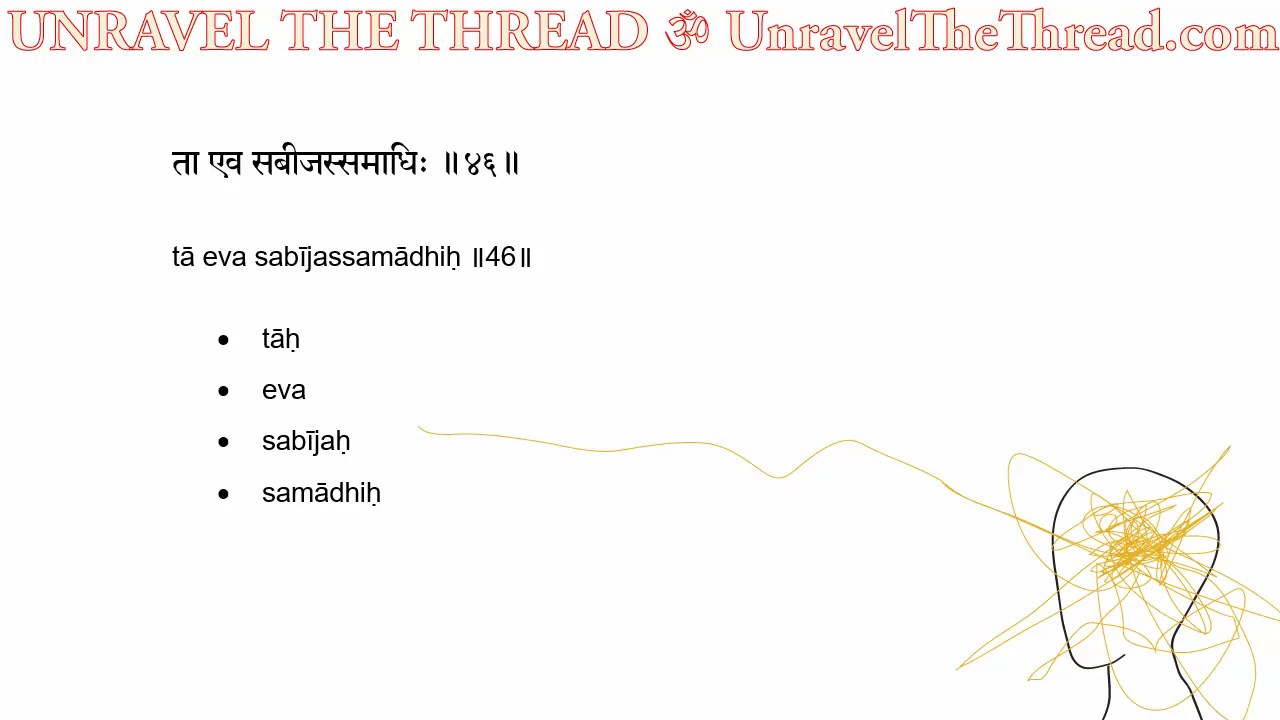 UNRAVEL THE THREAD ॐ UnravelTheThread.com
ता एव सबीजस्समाधिः ॥४६॥
tā eva sabījassamādhiḥ ॥46॥
• tāḥ
• eva
• sabījaḥ
• samādhiḥ